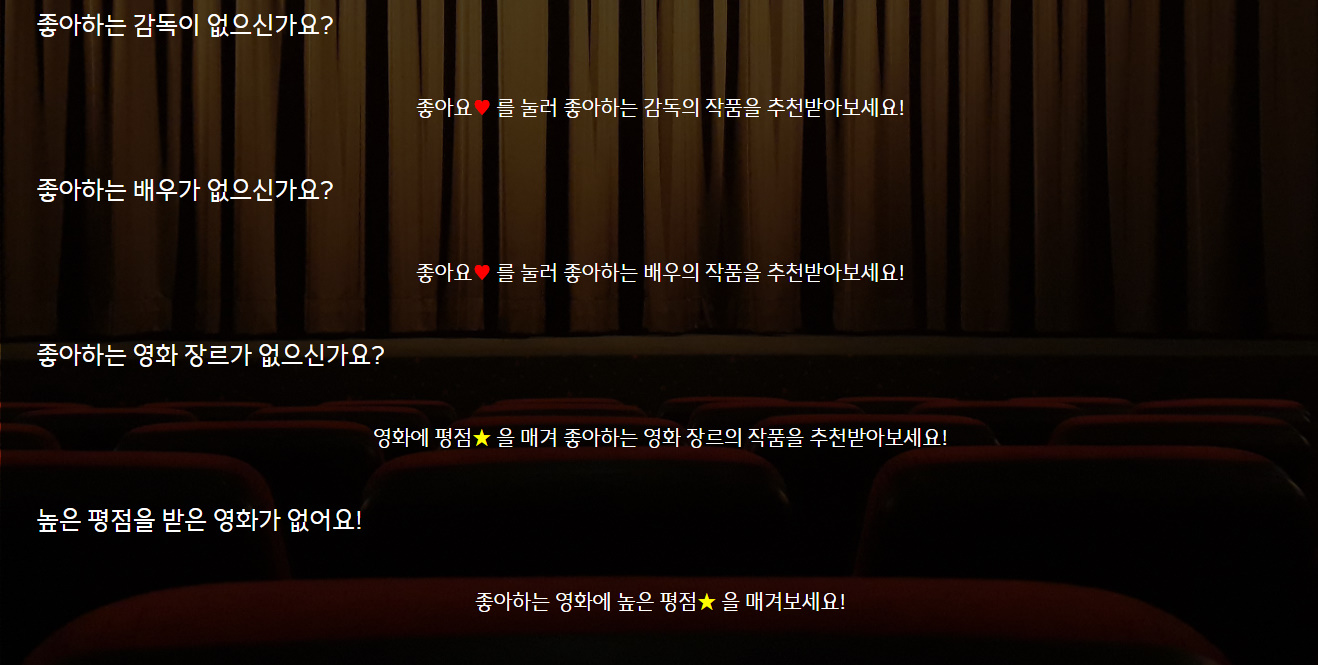 좋아하는 감독이 없으신가요?
좋아요♥ 를 눌러 좋아하는 감독의 작품을 추천받아보세요!
좋아하는 배우가 없으신가요?
좋아요♥ 를 눌러 좋아하는 배우의 작품을 추천받아보세요!
좋아하는 영화 장르가 없으신가요?
영화에 평점★ 을 매겨 좋아하는 영화 장르의 작품을 추천받아보세요!
높은 평점을 받은 영화가 없어요!
좋아하는 영화에 높은 평점★ 을 매겨보세요!